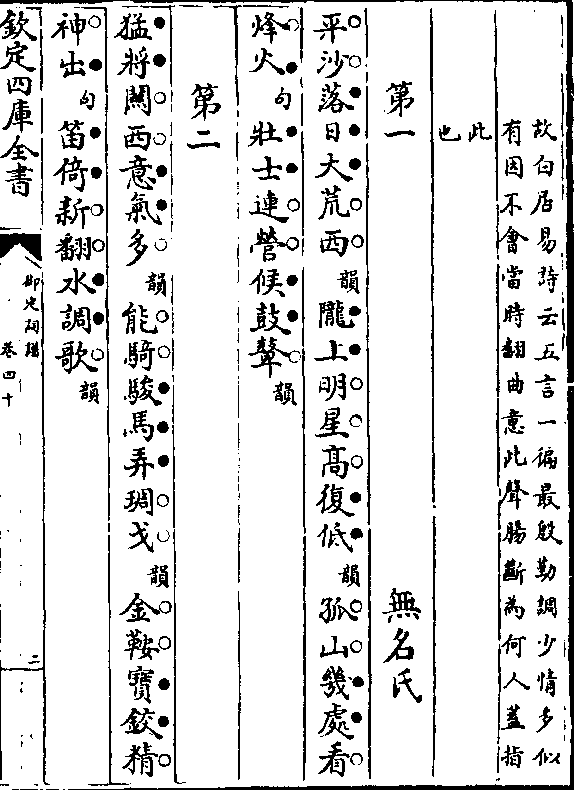 故白居易詩云五言一徧最殷勤調少情多似
有因不㑹當時翻曲意此聲腸斷為何人蓋指
此
也
第一　無名氏
平沙落日大荒西韻隴上明星髙復低韻孤山幾處看
烽火句壯士連營候鼓鼙韻
第二
猛將闗西意氣多韻能騎駿馬弄琱戈韻金鞍寳鉸精
神出句笛倚新翻水調歌韻
欽定四庫全書
御定詞譜
卷四十
二